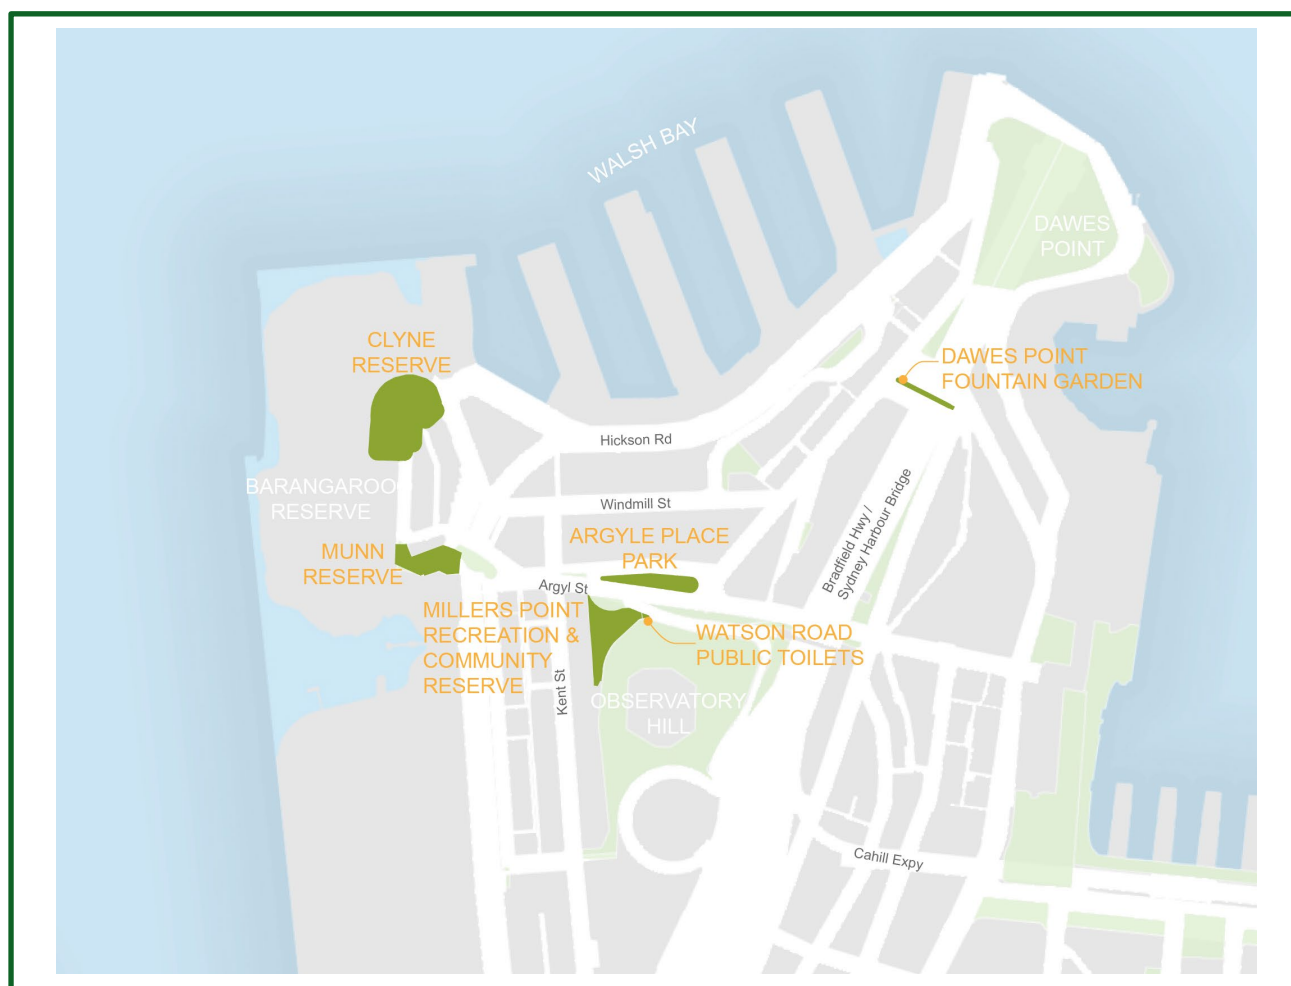 WALSH BAY
DAWES
POINT
CLYNE
RESERVE
DAWES POINT
FOUNTAIN GARDEN
Hickson Rd
BARANGAROO
RESERVE
Windmill St
Bradfield Hwy /
Sydney Harbour Bridge
ARGYLE PLACE
PARK
MUNN
RESERVE
Argyl St
MILLERS POINT
RECREATION &
COMMUNITY
RESERVE
WATSON ROAD
PUBLIC TOILETS
Kent St
OBSERVATORY
HILL
Cahill Expy